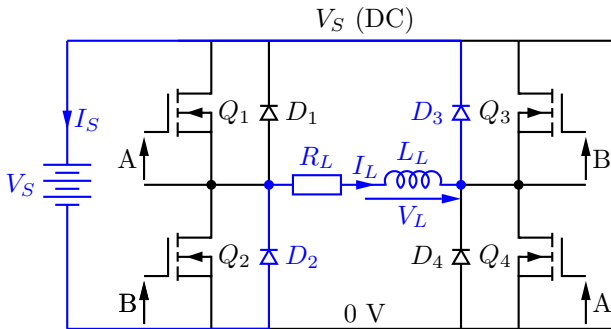 V_S (DC)
I_S
Q_1
D_1
D_3
Q_3
A
R_L
I_L
L_L
B
V_S
V_L
Q_2
D_2
D_4
Q_4
B
0 V
A